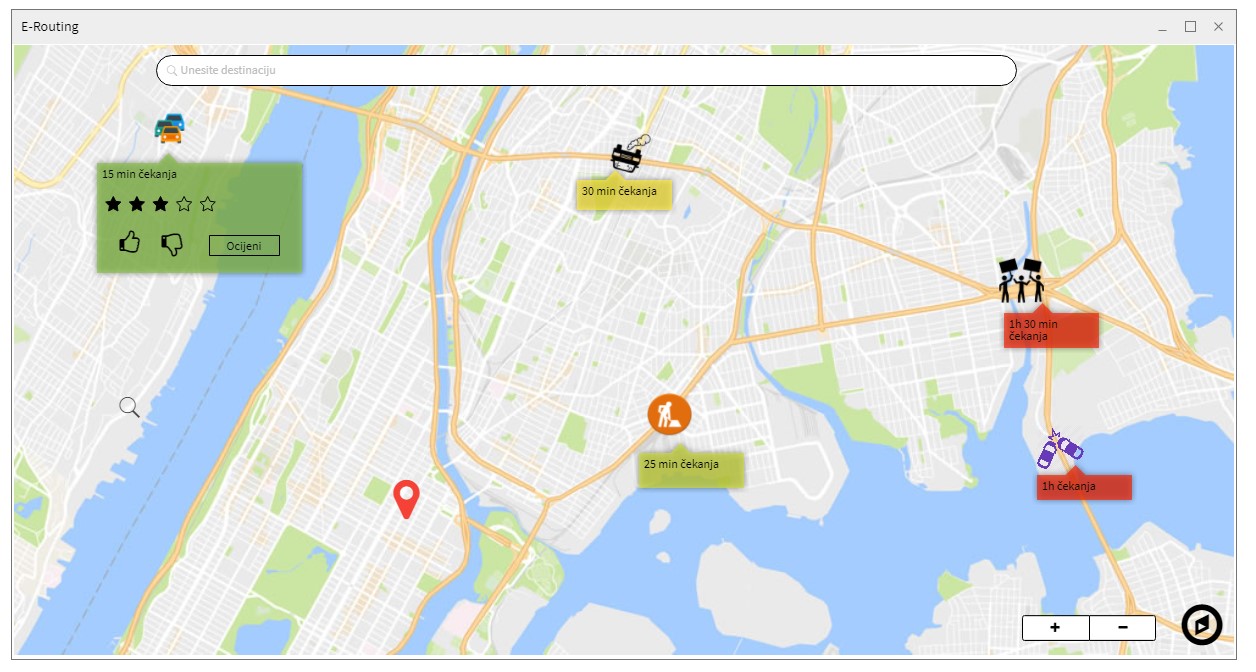 E-Routing
Unesite destinaciju
15 min čekanja
Ocijeni
30 min čekanja
1h 30 min
čekanja
25 min čekanja
1h čekanja
+ −